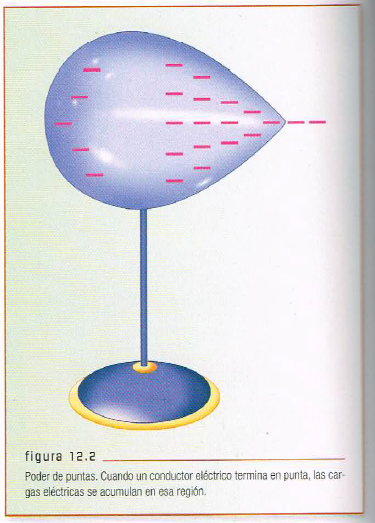 figura 12.2
Poder de puntas. Cuando un conductor eléctrico termina en punta, las car-
gas eléctricas se acumulan en esa región.